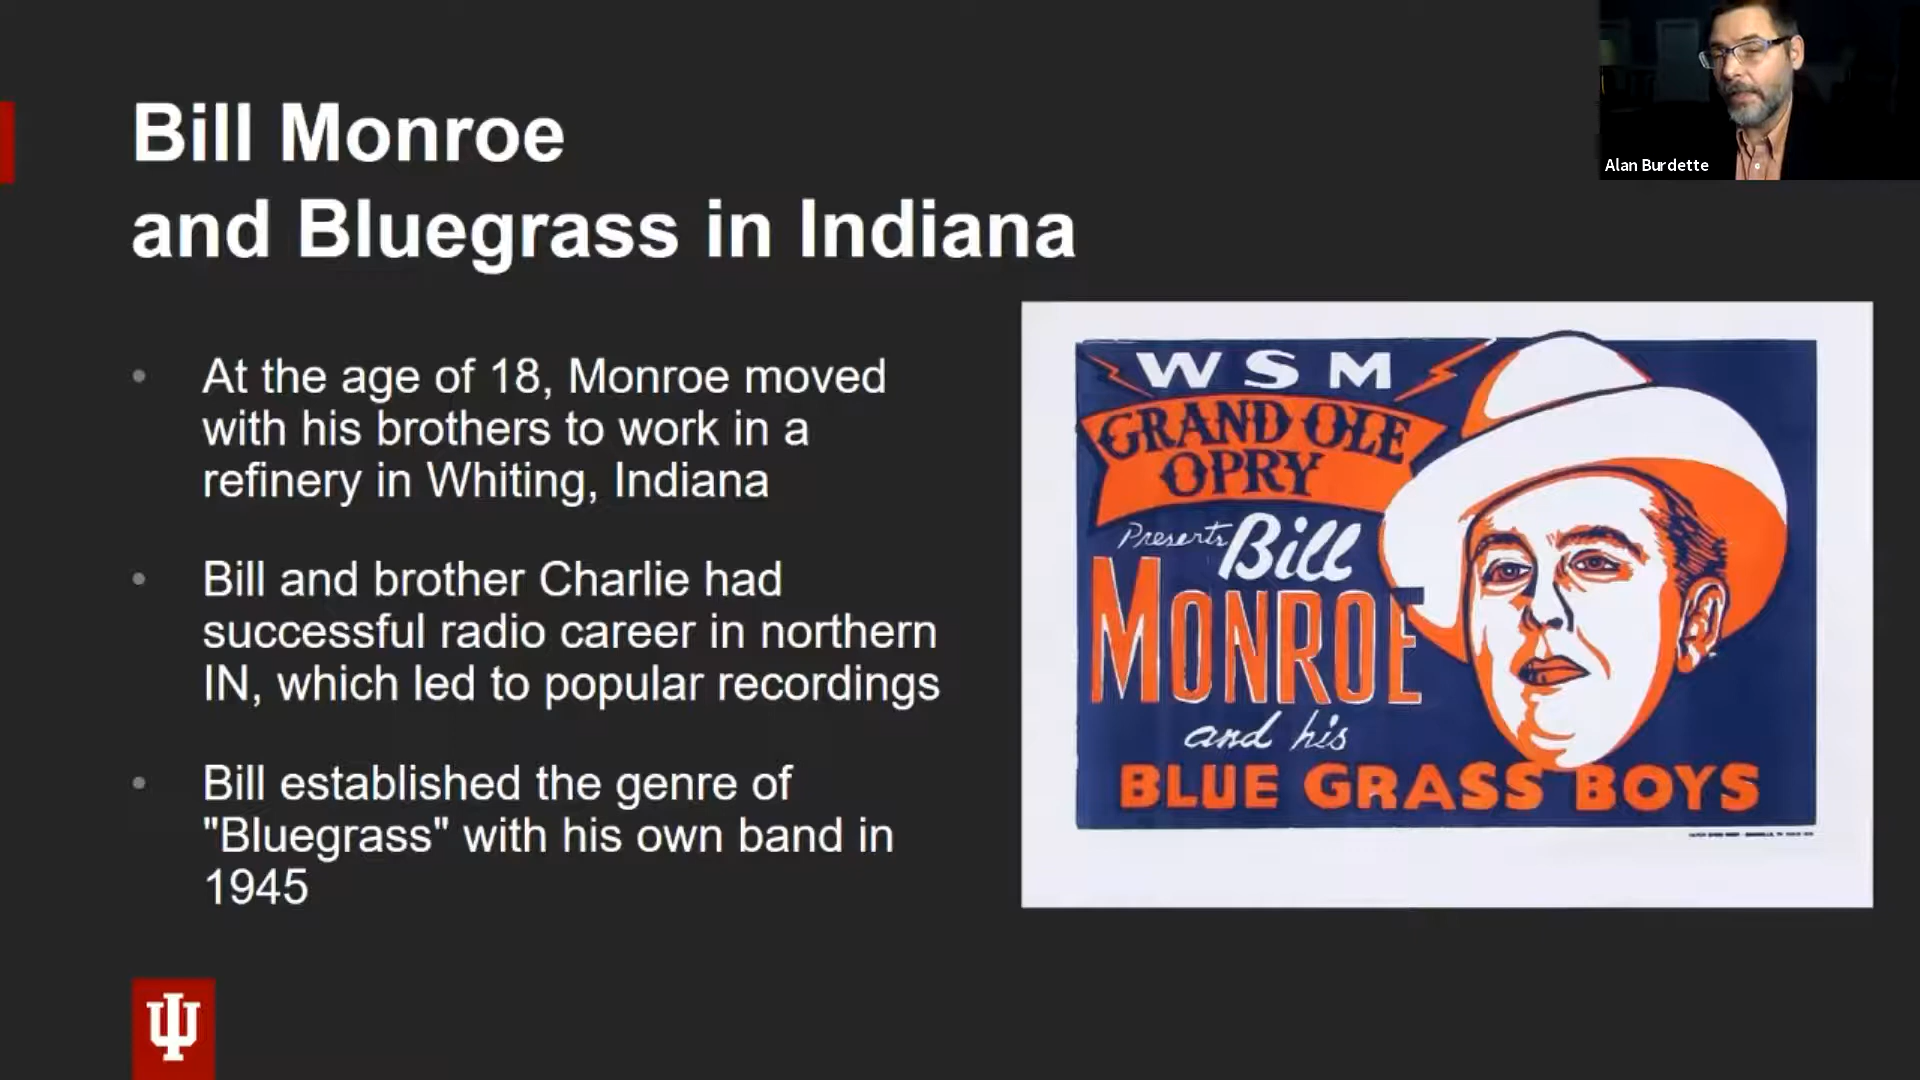 Bill Monroe
and Bluegrass in Indiana
Alan Burdette
• At the age of 18, Monroe moved
with his brothers to work in a
refinery in Whiting, Indiana
• Bill and brother Charlie had
successful radio career in northern
IN, which led to popular recordings
• Bill established the genre of
"Bluegrass" with his own band in
1945
WSM
GRAND OLE
OPRY
Presents Bill
MONROE
and his
BLUE GRASS BOYS